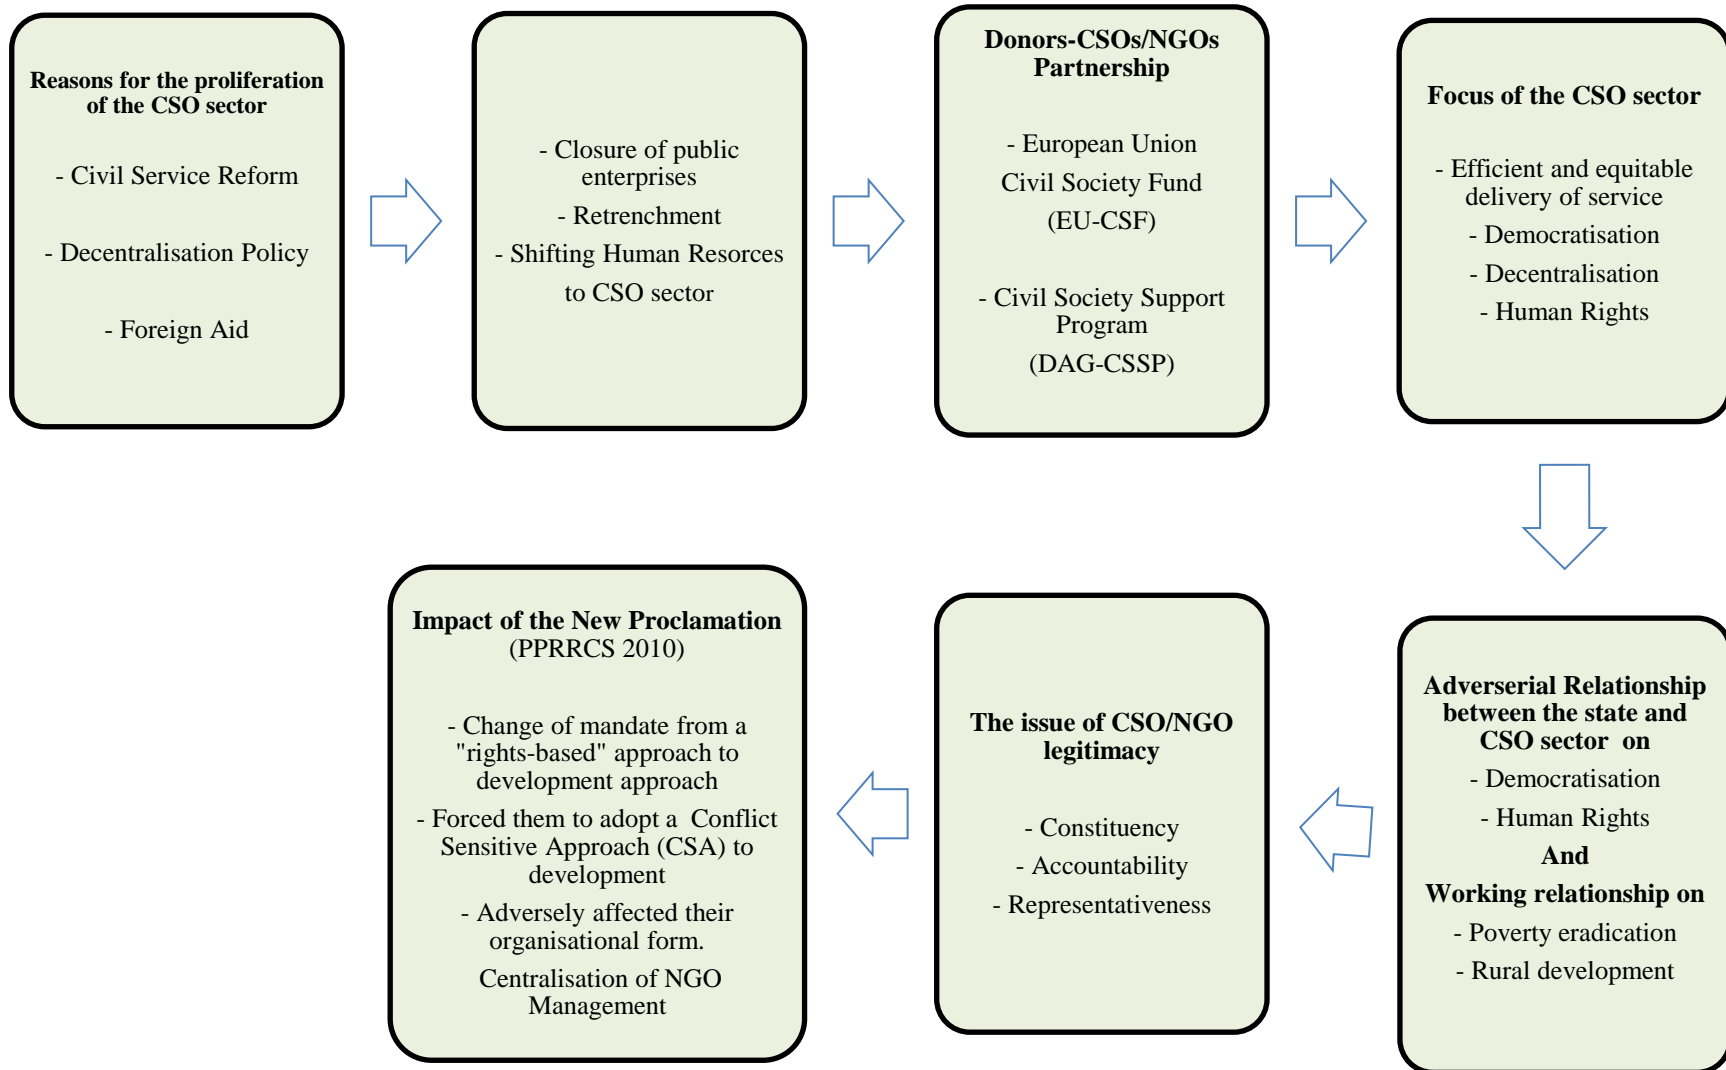 Reasons for the proliferation
of the CSO sector
- Civil Service Reform
- Decentralisation Policy
- Foreign Aid
- Closure of public
enterprises
- Retrenchment
- Shifting Human Resorces
to CSO sector
Donors-CSOs/NGOs
Partnership
- European Union
Civil Society Fund
(EU-CSF)
- Civil Society Support
Program
(DAG-CSSP)
Focus of the CSO sector
- Efficient and equitable
delivery of service
- Democratisation
- Decentralisation
- Human Rights
Adverserial Relationship
between the state and
CSO sector on
- Democratisation
- Human Rights
And
Working relationship on
- Poverty eradication
- Rural development
The issue of CSO/NGO
legitimacy
- Constituency
- Accountability
- Representativeness
Impact of the New Proclamation
(PPRRCS 2010)
- Change of mandate from a
"rights-based" approach to
development approach
- Forced them to adopt a Conflict
Sensitive Approach (CSA) to
development
- Adversely affected their
organisational form.
Centralisation of NGO
Management